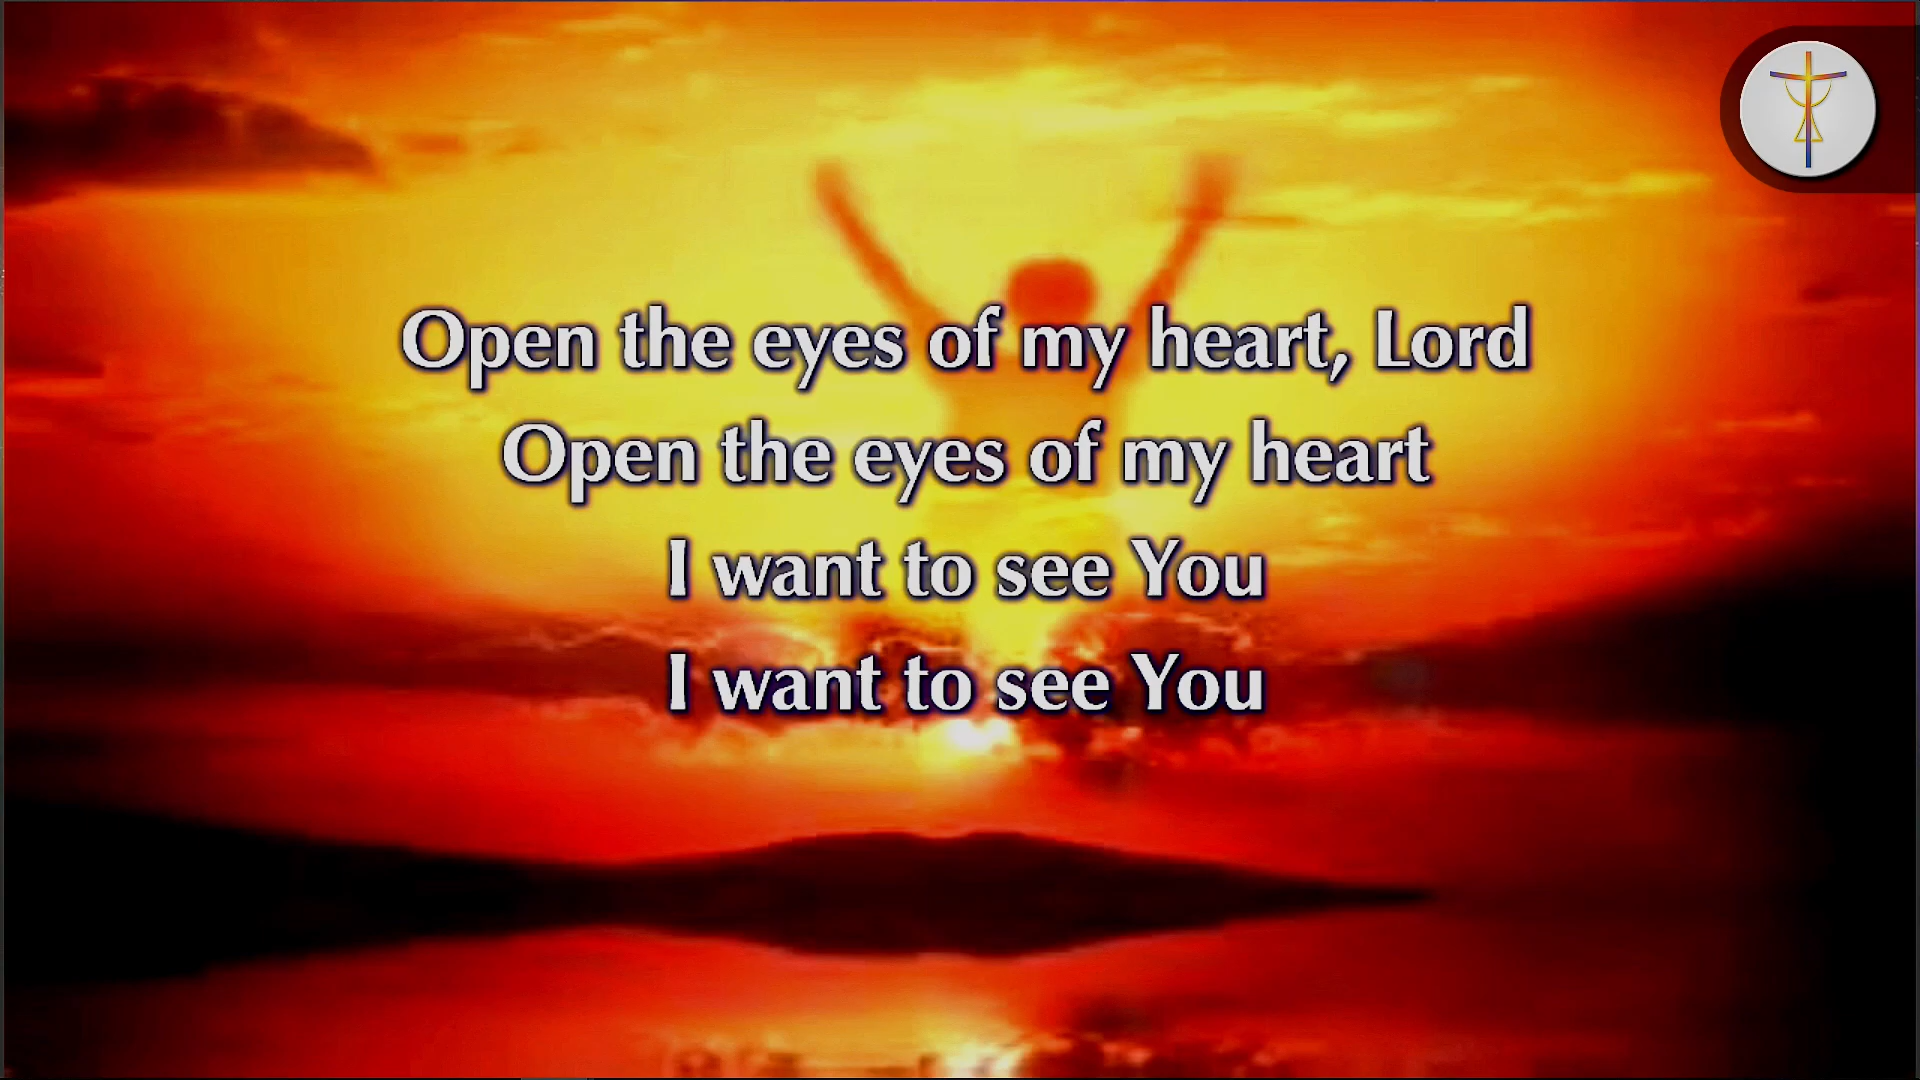 Open the eyes of my heart, Lord
Open the eyes of my heart
I want to see You
I want to see You